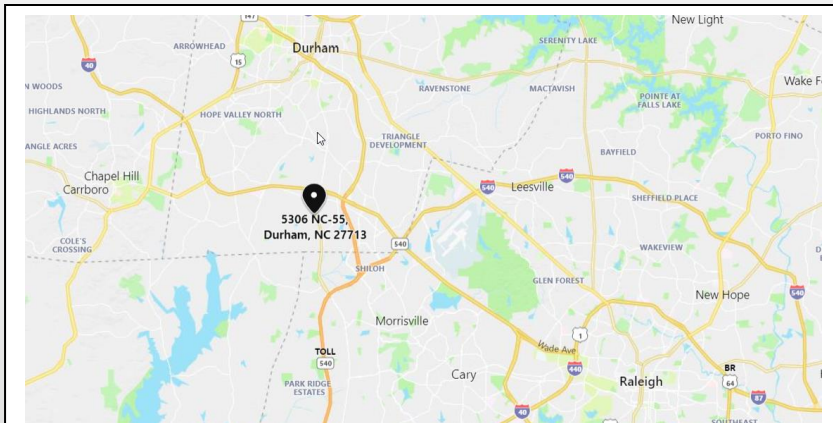 147
New Light
ARROWHEAD
Durham
SERENITY LAKE
15
40
N WOODS
RAVENSTONE
MACTAVISH
Wake Fo
POINTE AT
FALLS LAKE
HIGHLANDS NORTH
HOPE VALLEY NORTH
PORTO FINO
ANGLE ACRES
TRIANGLE
DEVELOPMENT
BAYFIELD
Chapel Hill
Carrboro
540
Leesville
540
SHEFFIELD PLACE
5306 NC-55,
Durham, NC 27713
COLE'S
CROSSING
540
WAKEVIEW
SHILOH
GLEN FOREST
New Hope
540
Morrisville
1
Wade Ave
TOLL
540
440
BR
64
Cary
Raleigh
PARK RIDGE
ESTATES
87
40
SOUTHEAST